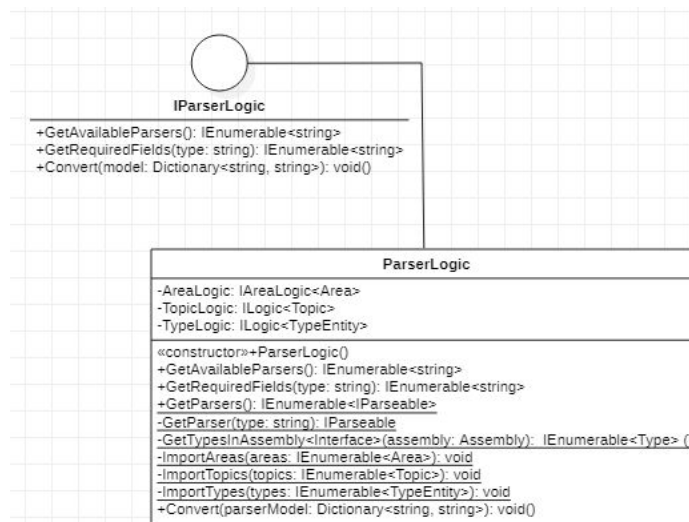 IParserLogic
+GetAvailableParsers(): IEnumerable<string>
+GetRequiredFields(type: string): IEnumerable<string>
+Convert(model: Dictionary<string, string>): void()
ParserLogic
-AreaLogic: IAreaLogic<Area>
-TopicLogic: ILogic<Topic>
-TypeLogic: ILogic<TypeEntity>
«constructor»+ParserLogic()
+GetAvailableParsers(): IEnumerable<string>
+GetRequiredFields(type: string): IEnumerable<string>
+GetParsers(): IEnumerable<IParseable>
-GetParser(type: string): IParseable
-GetTypesInAssembly<Interface>(assembly: Assembly): IEnumerable<Type> (
-ImportAreas(areas: IEnumerable<Area>): void
-ImportTopics(topics: IEnumerable<Topic>): void
-ImportTypes(types: IEnumerable<TypeEntity>): void
+Convert(parserModel: Dictionary<string, string>): void()